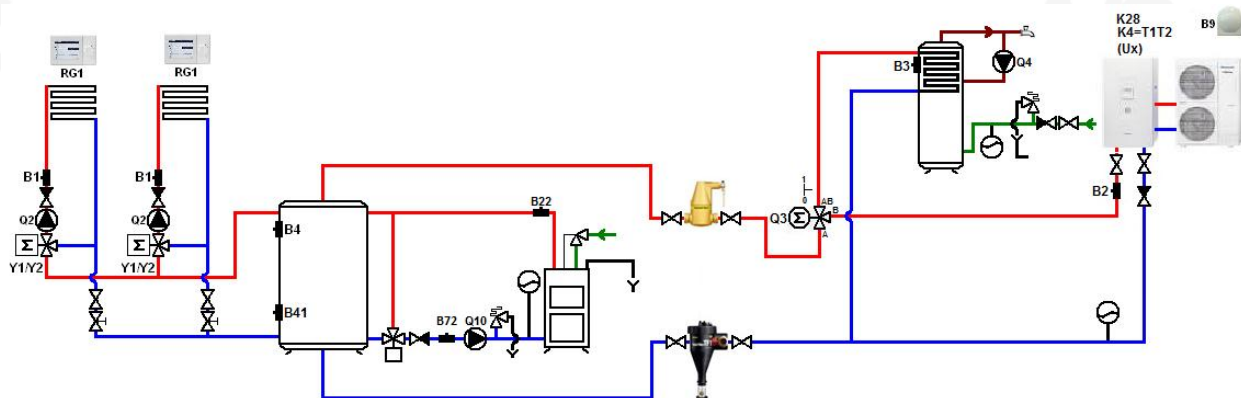 RG1
RG1
K28
K4=T1T2
(Ux)
B9
B3
Q4
B1
B1
Q2
Q2
Y1/Y2
Y1/Y2
B4
B41
B22
B72
Q10
1
0
Q3
AB
B
A
B2